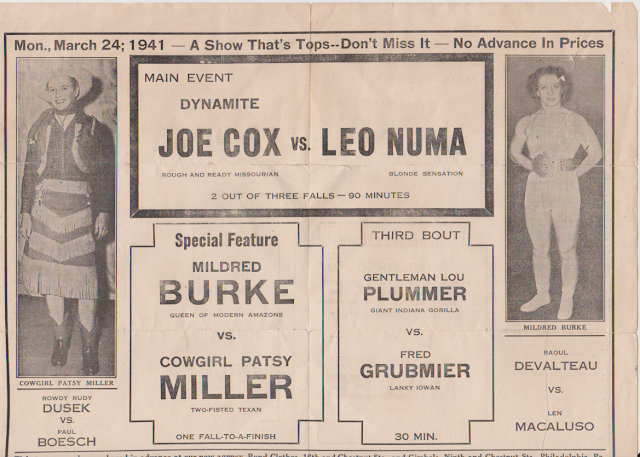 Mon., March 24; 1941 — A Show That's Tops--Don't Miss It — No Advance In Prices
MAIN EVENT
DYNAMITE
JOE COX vs. LEO NUMA
ROUGH AND READY MISSOURIAN
BLONDE SENSATION
2 OUT OF THREE FALLS — 90 MINUTES
COWGIRL PATSY MILLER
ROWDY RUDY
DUSEK
VS.
PAUL
BOESCH
Special Feature
MILDRED
BURKE
QUEEN OF MODERN AMAZONS
VS.
COWGIRL PATSY
MILLER
TWO-FISTED TEXAN
ONE FALL-TO-A-FINISH
THIRD BOUT
GENTLEMAN LOU
PLUMMER
GIANT INDIANA GORILLA
VS.
FRED
GRUBMIER
LANKY IOWAN
30 MIN.
MILDRED BURKE
RAOUL
DEVALTEAU
VS.
LEN
MACALUSO